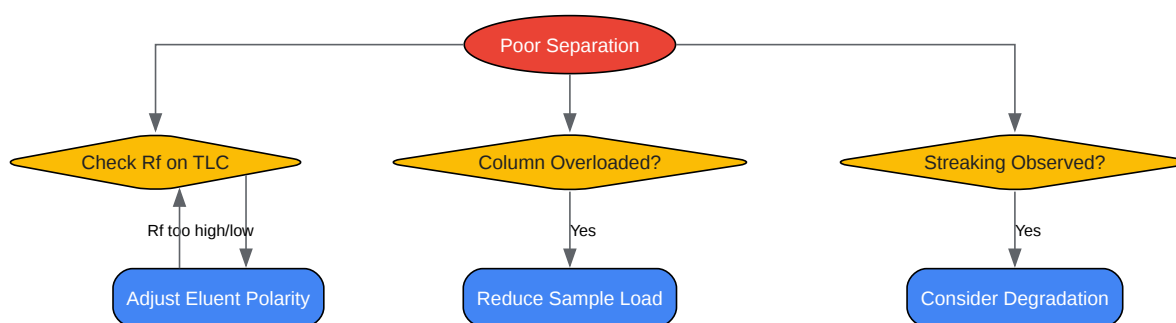 Poor Separation
Check Rf on TLC
Column Overloaded?
Streaking Observed?
Rf too high/low
Yes
Yes
Adjust Eluent Polarity
Reduce Sample Load
Consider Degradation